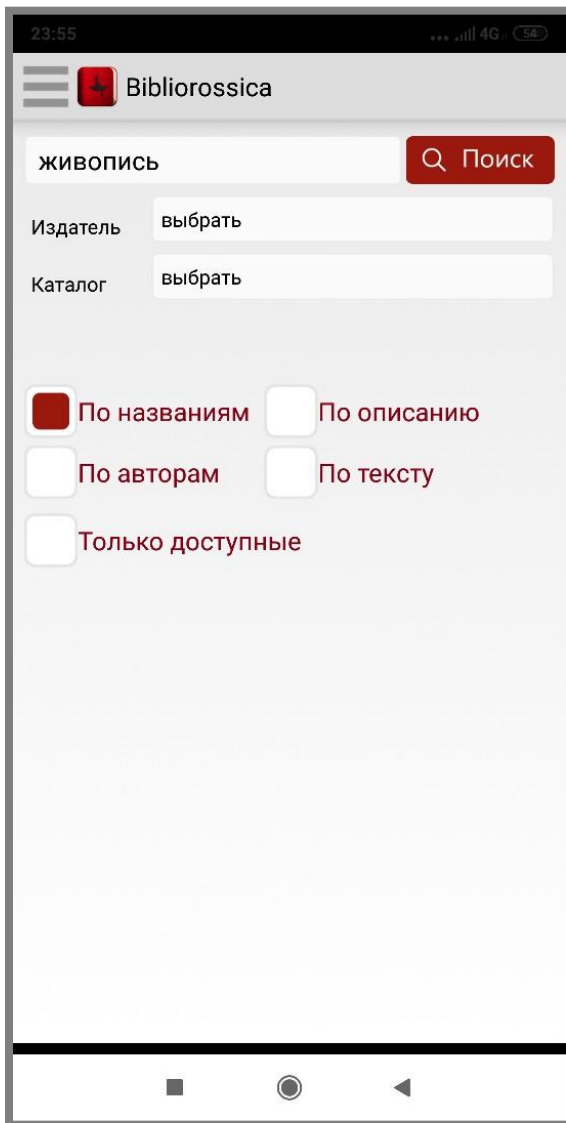 23:55 4G 54
Bibliorossica
живопись Поиск
Издатель выбрать
Каталог выбрать
По названиям По описанию
По авторам По тексту
Только доступные